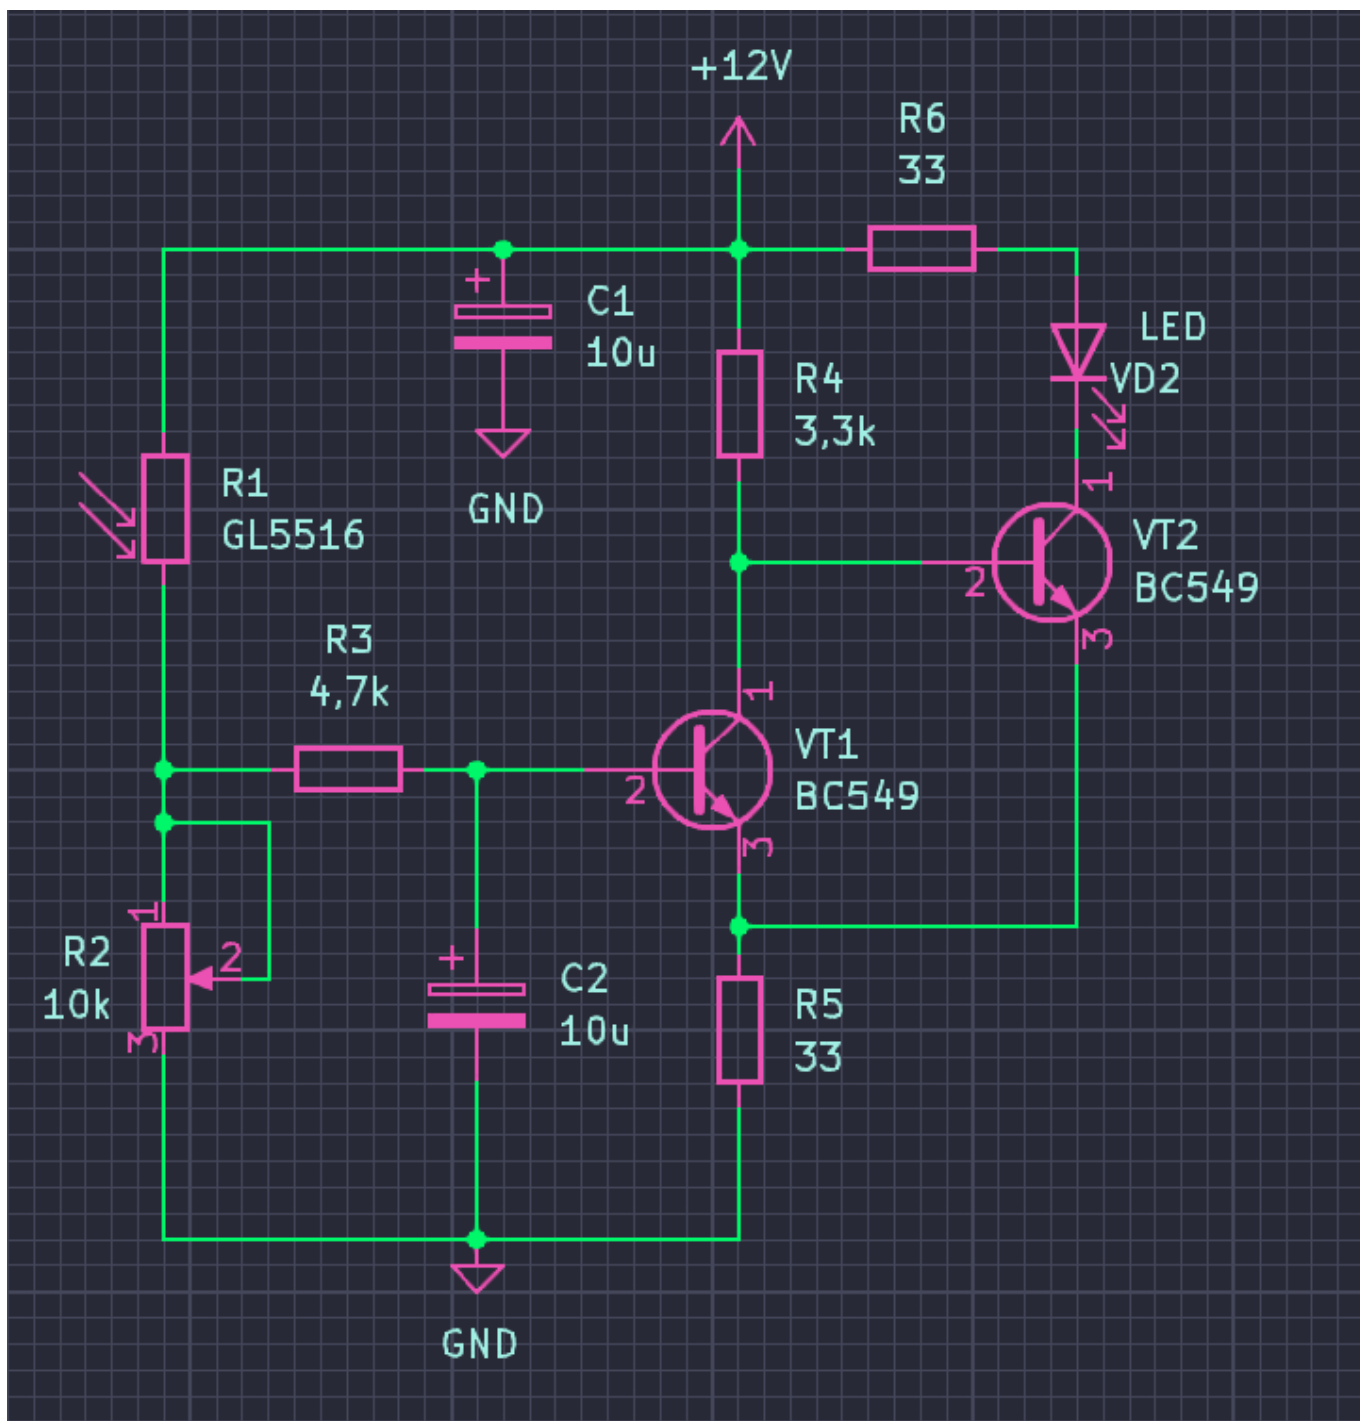 +12V
R6
33
+
C1
10u
LED
VD2
R4
3,3k
R1
GL5516
GND
1
VT2
BC549
2
3
R3
4,7k
1
VT1
BC549
2
3
1
R2
10k
2
3
+
C2
10u
R5
33
GND